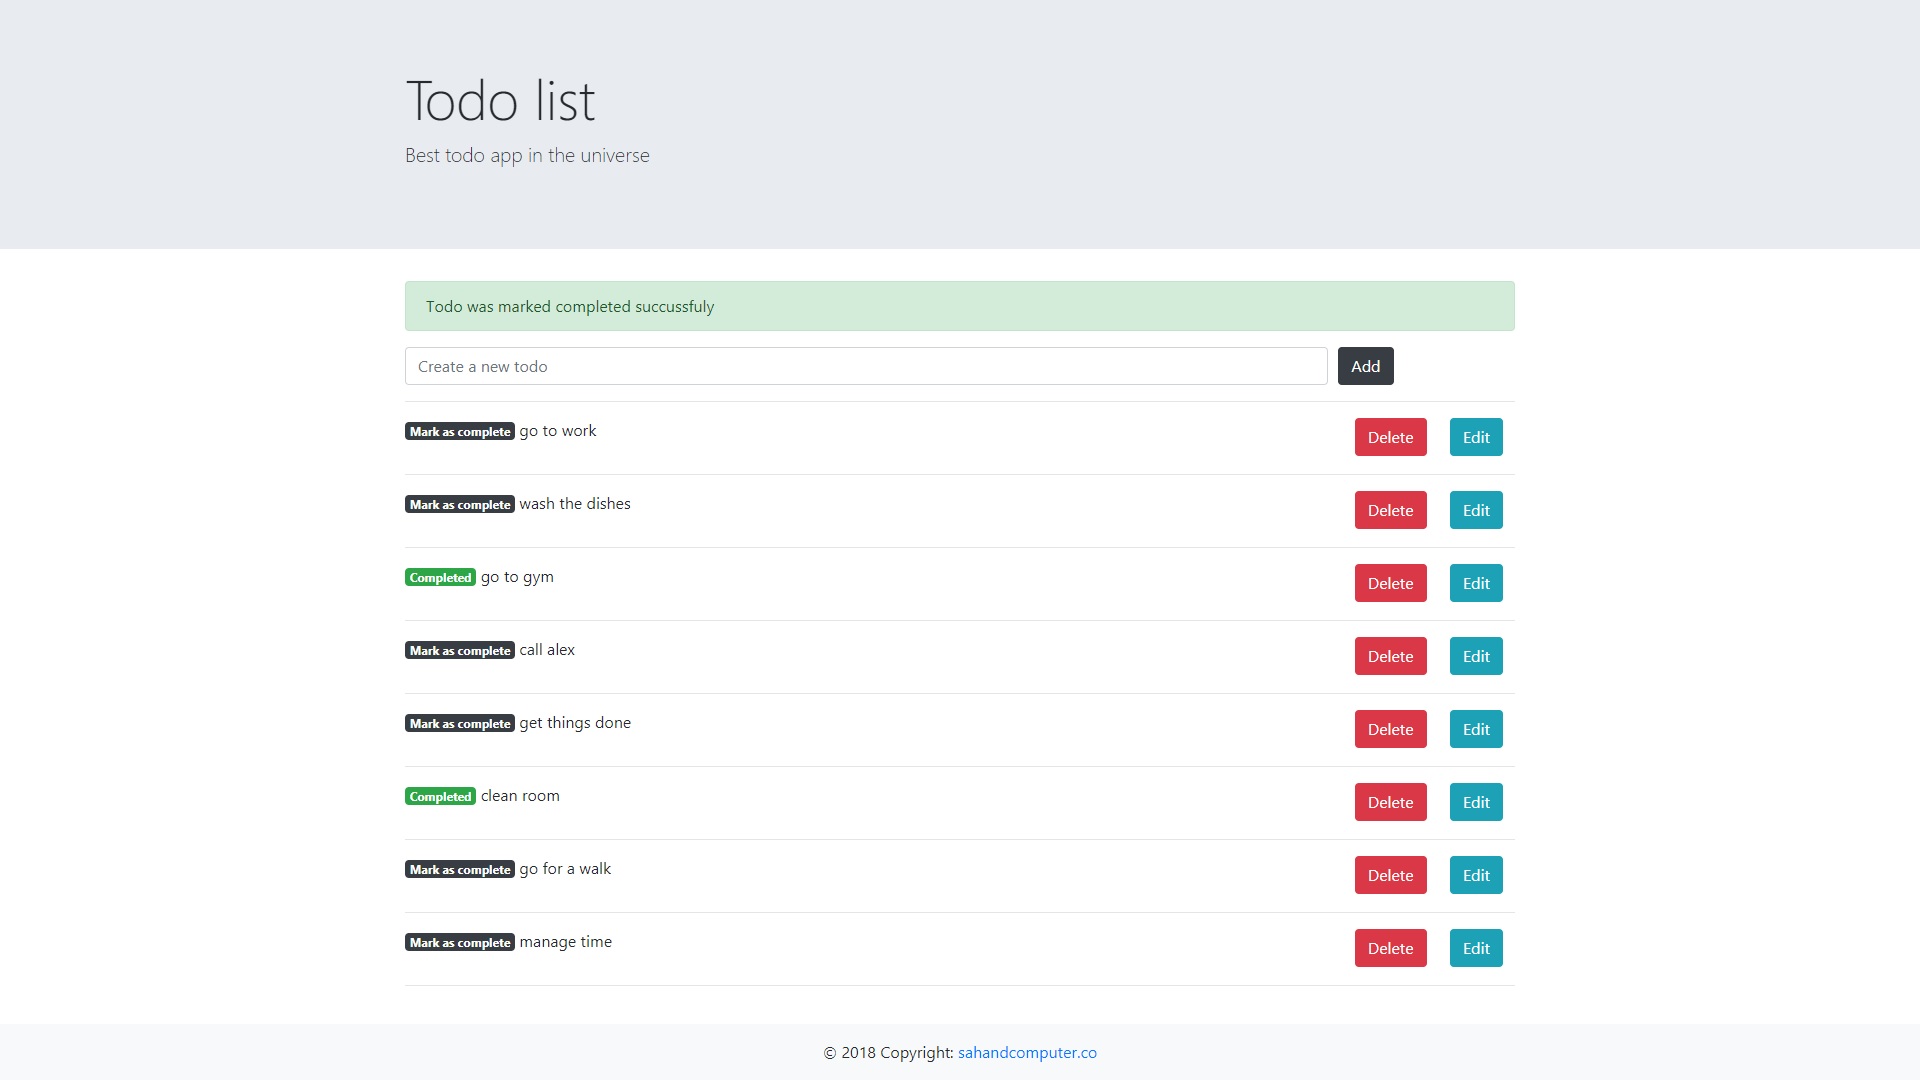 Todo list
Best todo app in the universe
Todo was marked completed succussfuly
Create a new todo Add
Mark as complete go to work Delete Edit
Mark as complete wash the dishes Delete Edit
Completed go to gym Delete Edit
Mark as complete call alex Delete Edit
Mark as complete get things done Delete Edit
Completed clean room Delete Edit
Mark as complete go for a walk Delete Edit
Mark as complete manage time Delete Edit
© 2018 Copyright: sahandcomputer.co